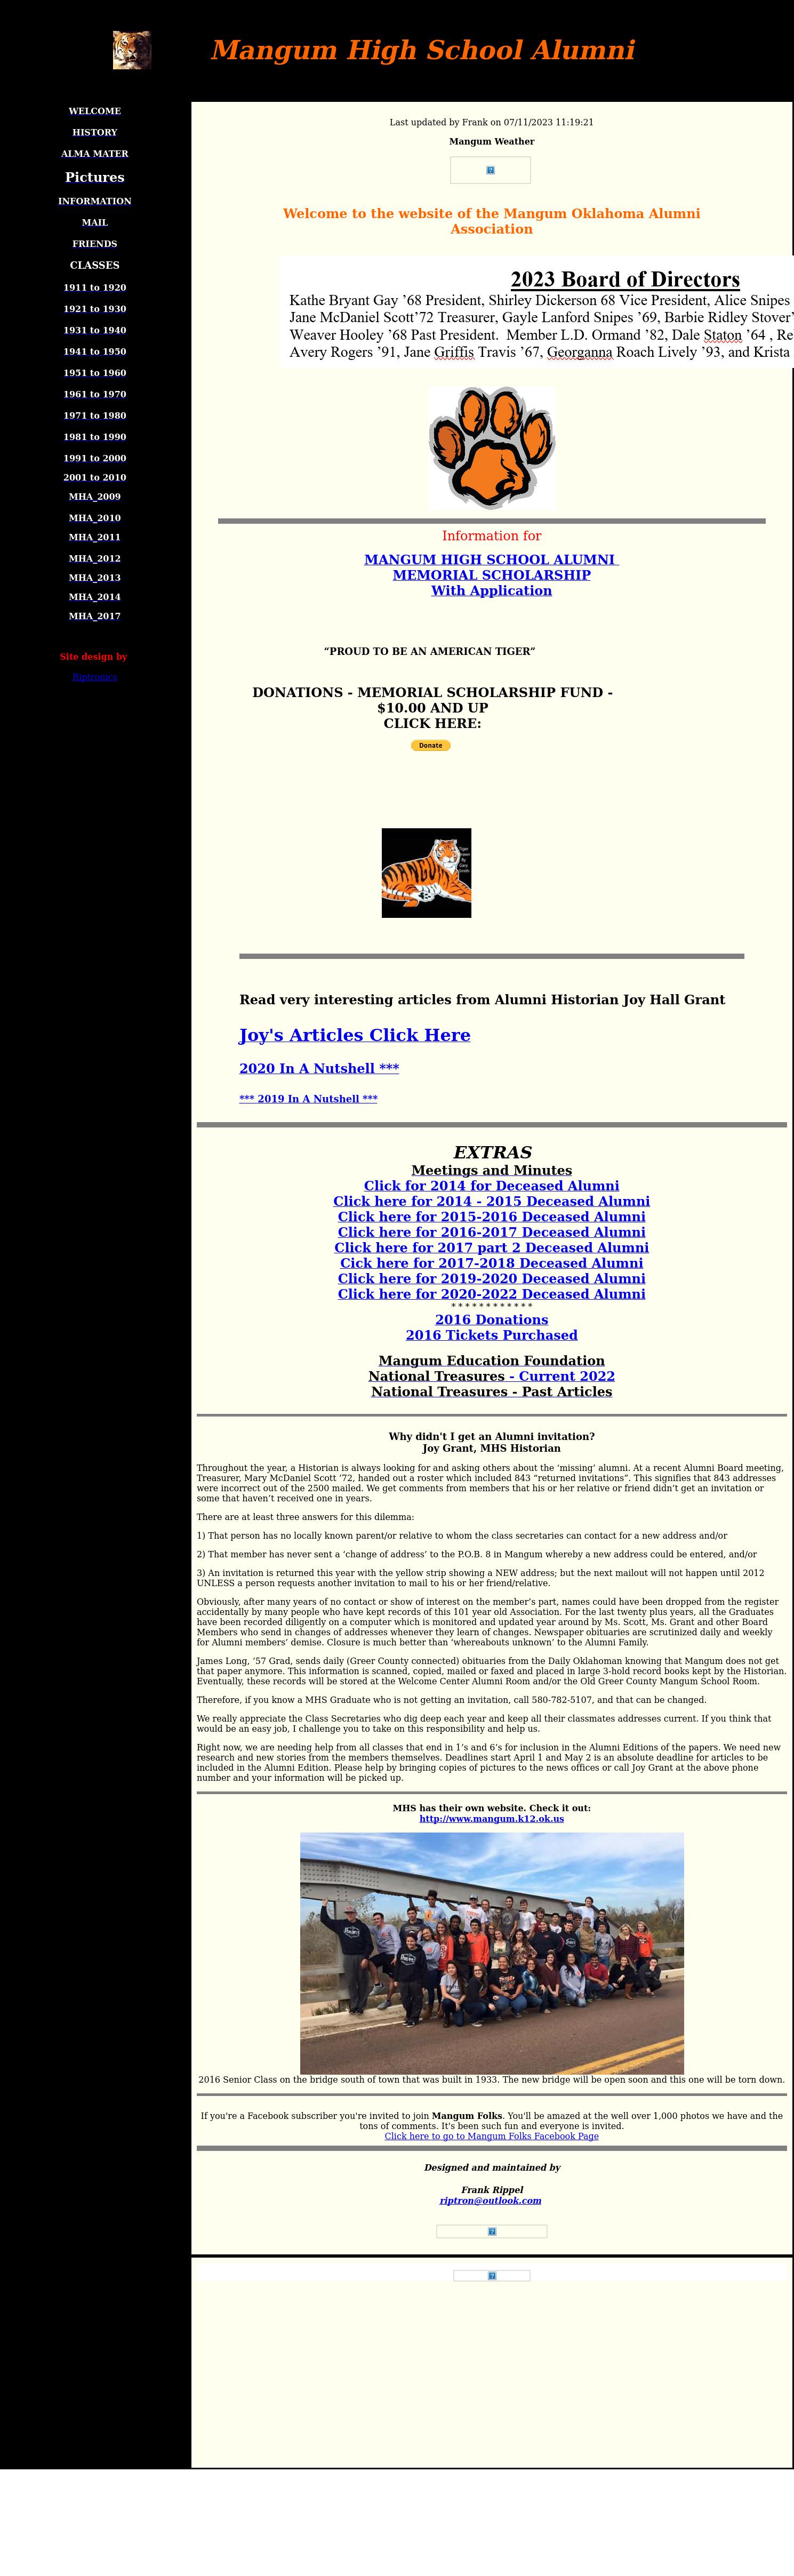 Mangum High School Alumni
WELCOME
HISTORY
ALMA MATER
Pictures
INFORMATION
MAIL
FRIENDS
CLASSES
1911 to 1920
1921 to 1930
1931 to 1940
1941 to 1950
1951 to 1960
1961 to 1970
1971 to 1980
1981 to 1990
1991 to 2000
2001 to 2010
MHA_2009
MHA_2010
MHA_2011
MHA_2012
MHA_2013
MHA_2014
MHA_2017
Site design by
Riptronics
Last updated by Frank on 07/11/2023 11:19:21
Mangum Weather
Welcome to the website of the Mangum Oklahoma Alumni
Association
2023 Board of Directors
Kathe Bryant Gay ’68 President, Shirley Dickerson 68 Vice President, Alice Snipes
Jane McDaniel Scott’72 Treasurer, Gayle Lanford Snipes ’69, Barbie Ridley Stover’
Weaver Hooley ’68 Past President.  Member L.D. Ormand ’82, Dale Staton ’64 , Re
Avery Rogers ’91, Jane Griffis Travis ’67, Georganna Roach Lively ’93, and Krista
Information for
MANGUM HIGH SCHOOL ALUMNI
MEMORIAL SCHOLARSHIP
With Application
“PROUD TO BE AN AMERICAN TIGER”
DONATIONS - MEMORIAL SCHOLARSHIP FUND -
$10.00 AND UP
CLICK HERE:
Donate
MANGUM
Tiger
Drawn
By
Gary
Read very interesting articles from Alumni Historian Joy Hall Grant
Joy's Articles Click Here
2020 In A Nutshell ***
*** 2019 In A Nutshell ***
EXTRAS
Meetings and Minutes
Click for 2014 for Deceased Alumni
Click here for 2014 - 2015 Deceased Alumni
Click here for 2015-2016 Deceased Alumni
Click here for 2016-2017 Deceased Alumni
Click here for 2017 part 2 Deceased Alumni
Cick here for 2017-2018 Deceased Alumni
Click here for 2019-2020 Deceased Alumni
Click here for 2020-2022 Deceased Alumni
* * * * * * * * * * * *
2016 Donations
2016 Tickets Purchased
Mangum Education Foundation
National Treasures - Current 2022
National Treasures - Past Articles
Why didn't I get an Alumni invitation?
Joy Grant, MHS Historian
Throughout the year, a Historian is always looking for and asking others about the ‘missing’ alumni. At a recent Alumni Board meeting,
Treasurer, Mary McDaniel Scott ’72, handed out a roster which included 843 “returned invitations”. This signifies that 843 addresses
were incorrect out of the 2500 mailed. We get comments from members that his or her relative or friend didn’t get an invitation or
some that haven’t received one in years.
There are at least three answers for this dilemma:
1) That person has no locally known parent/or relative to whom the class secretaries can contact for a new address and/or
2) That member has never sent a ‘change of address’ to the P.O.B. 8 in Mangum whereby a new address could be entered, and/or
3) An invitation is returned this year with the yellow strip showing a NEW address; but the next mailout will not happen until 2012
UNLESS a person requests another invitation to mail to his or her friend/relative.
Obviously, after many years of no contact or show of interest on the member’s part, names could have been dropped from the register
accidentally by many people who have kept records of this 101 year old Association. For the last twenty plus years, all the Graduates
have been recorded diligently on a computer which is monitored and updated year around by Ms. Scott, Ms. Grant and other Board
Members who send in changes of addresses whenever they learn of changes. Newspaper obituaries are scrutinized daily and weekly
for Alumni members’ demise. Closure is much better than ‘whereabouts unknown’ to the Alumni Family.
James Long, ’57 Grad, sends daily (Greer County connected) obituaries from the Daily Oklahoman knowing that Mangum does not get
that paper anymore. This information is scanned, copied, mailed or faxed and placed in large 3-hold record books kept by the Historian.
Eventually, these records will be stored at the Welcome Center Alumni Room and/or the Old Greer County Mangum School Room.
Therefore, if you know a MHS Graduate who is not getting an invitation, call 580-782-5107, and that can be changed.
We really appreciate the Class Secretaries who dig deep each year and keep all their classmates addresses current. If you think that
would be an easy job, I challenge you to take on this responsibility and help us.
Right now, we are needing help from all classes that end in 1’s and 6’s for inclusion in the Alumni Editions of the papers. We need new
research and new stories from the members themselves. Deadlines start April 1 and May 2 is an absolute deadline for articles to be
included in the Alumni Edition. Please help by bringing copies of pictures to the news offices or call Joy Grant at the above phone
number and your information will be picked up.
MHS has their own website. Check it out:
http://www.mangum.k12.ok.us
2016 Senior Class on the bridge south of town that was built in 1933. The new bridge will be open soon and this one will be torn down.
If you're a Facebook subscriber you're invited to join Mangum Folks. You'll be amazed at the well over 1,000 photos we have and the
tons of comments. It's been such fun and everyone is invited.
Click here to go to Mangum Folks Facebook Page
Designed and maintained by
Frank Rippel
riptron@outlook.com